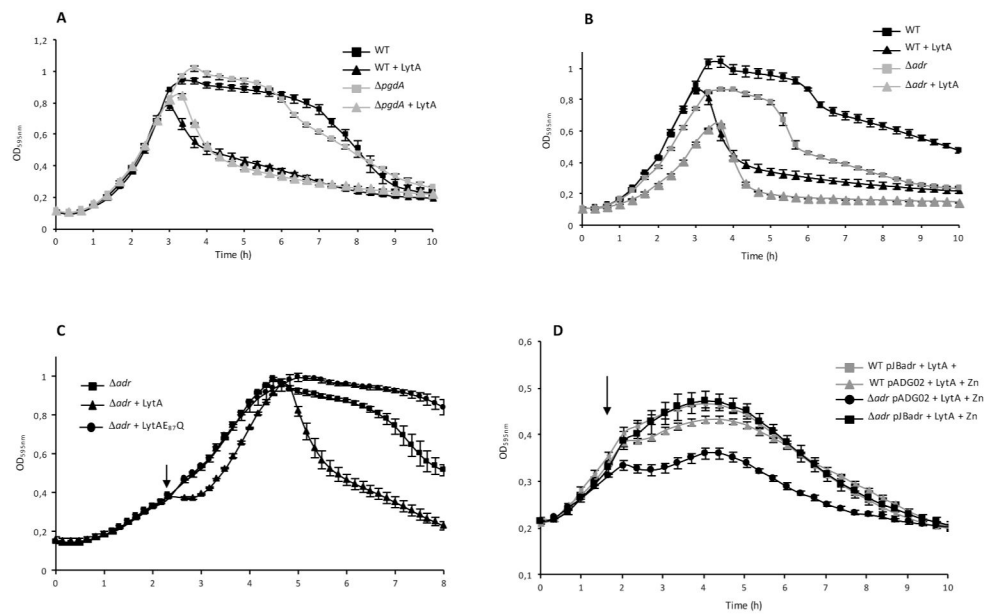 A
WT
WT + LytA
ΔpgdA
ΔpgdA + LytA
OD595nm
1,2
1
0,8
0,6
0,4
0,2
0
0 1 2 3 4 5 6 7 8 9 10
Time (h)
B
WT
WT + LytA
Δadr
Δadr + LytA
OD595nm
1,2
1
0,8
0,6
0,4
0,2
0
0 1 2 3 4 5 6 7 8 9 10
Time (h)
C
Δadr
Δadr + LytA
Δadr + LytAE87Q
OD595nm
1,2
1
0,8
0,6
0,4
0,2
0
0 1 2 3 4 5 6 7 8
Time (h)
D
WT pJBadr + LytA +
WT pADG02 + LytA + Zn
Δadr pADG02 + LytA + Zn
Δadr pJBadr + LytA + Zn
OD595nm
0,6
0,5
0,4
0,3
0,2
0,1
0 1 2 3 4 5 6 7 8 9 10
Time (h)